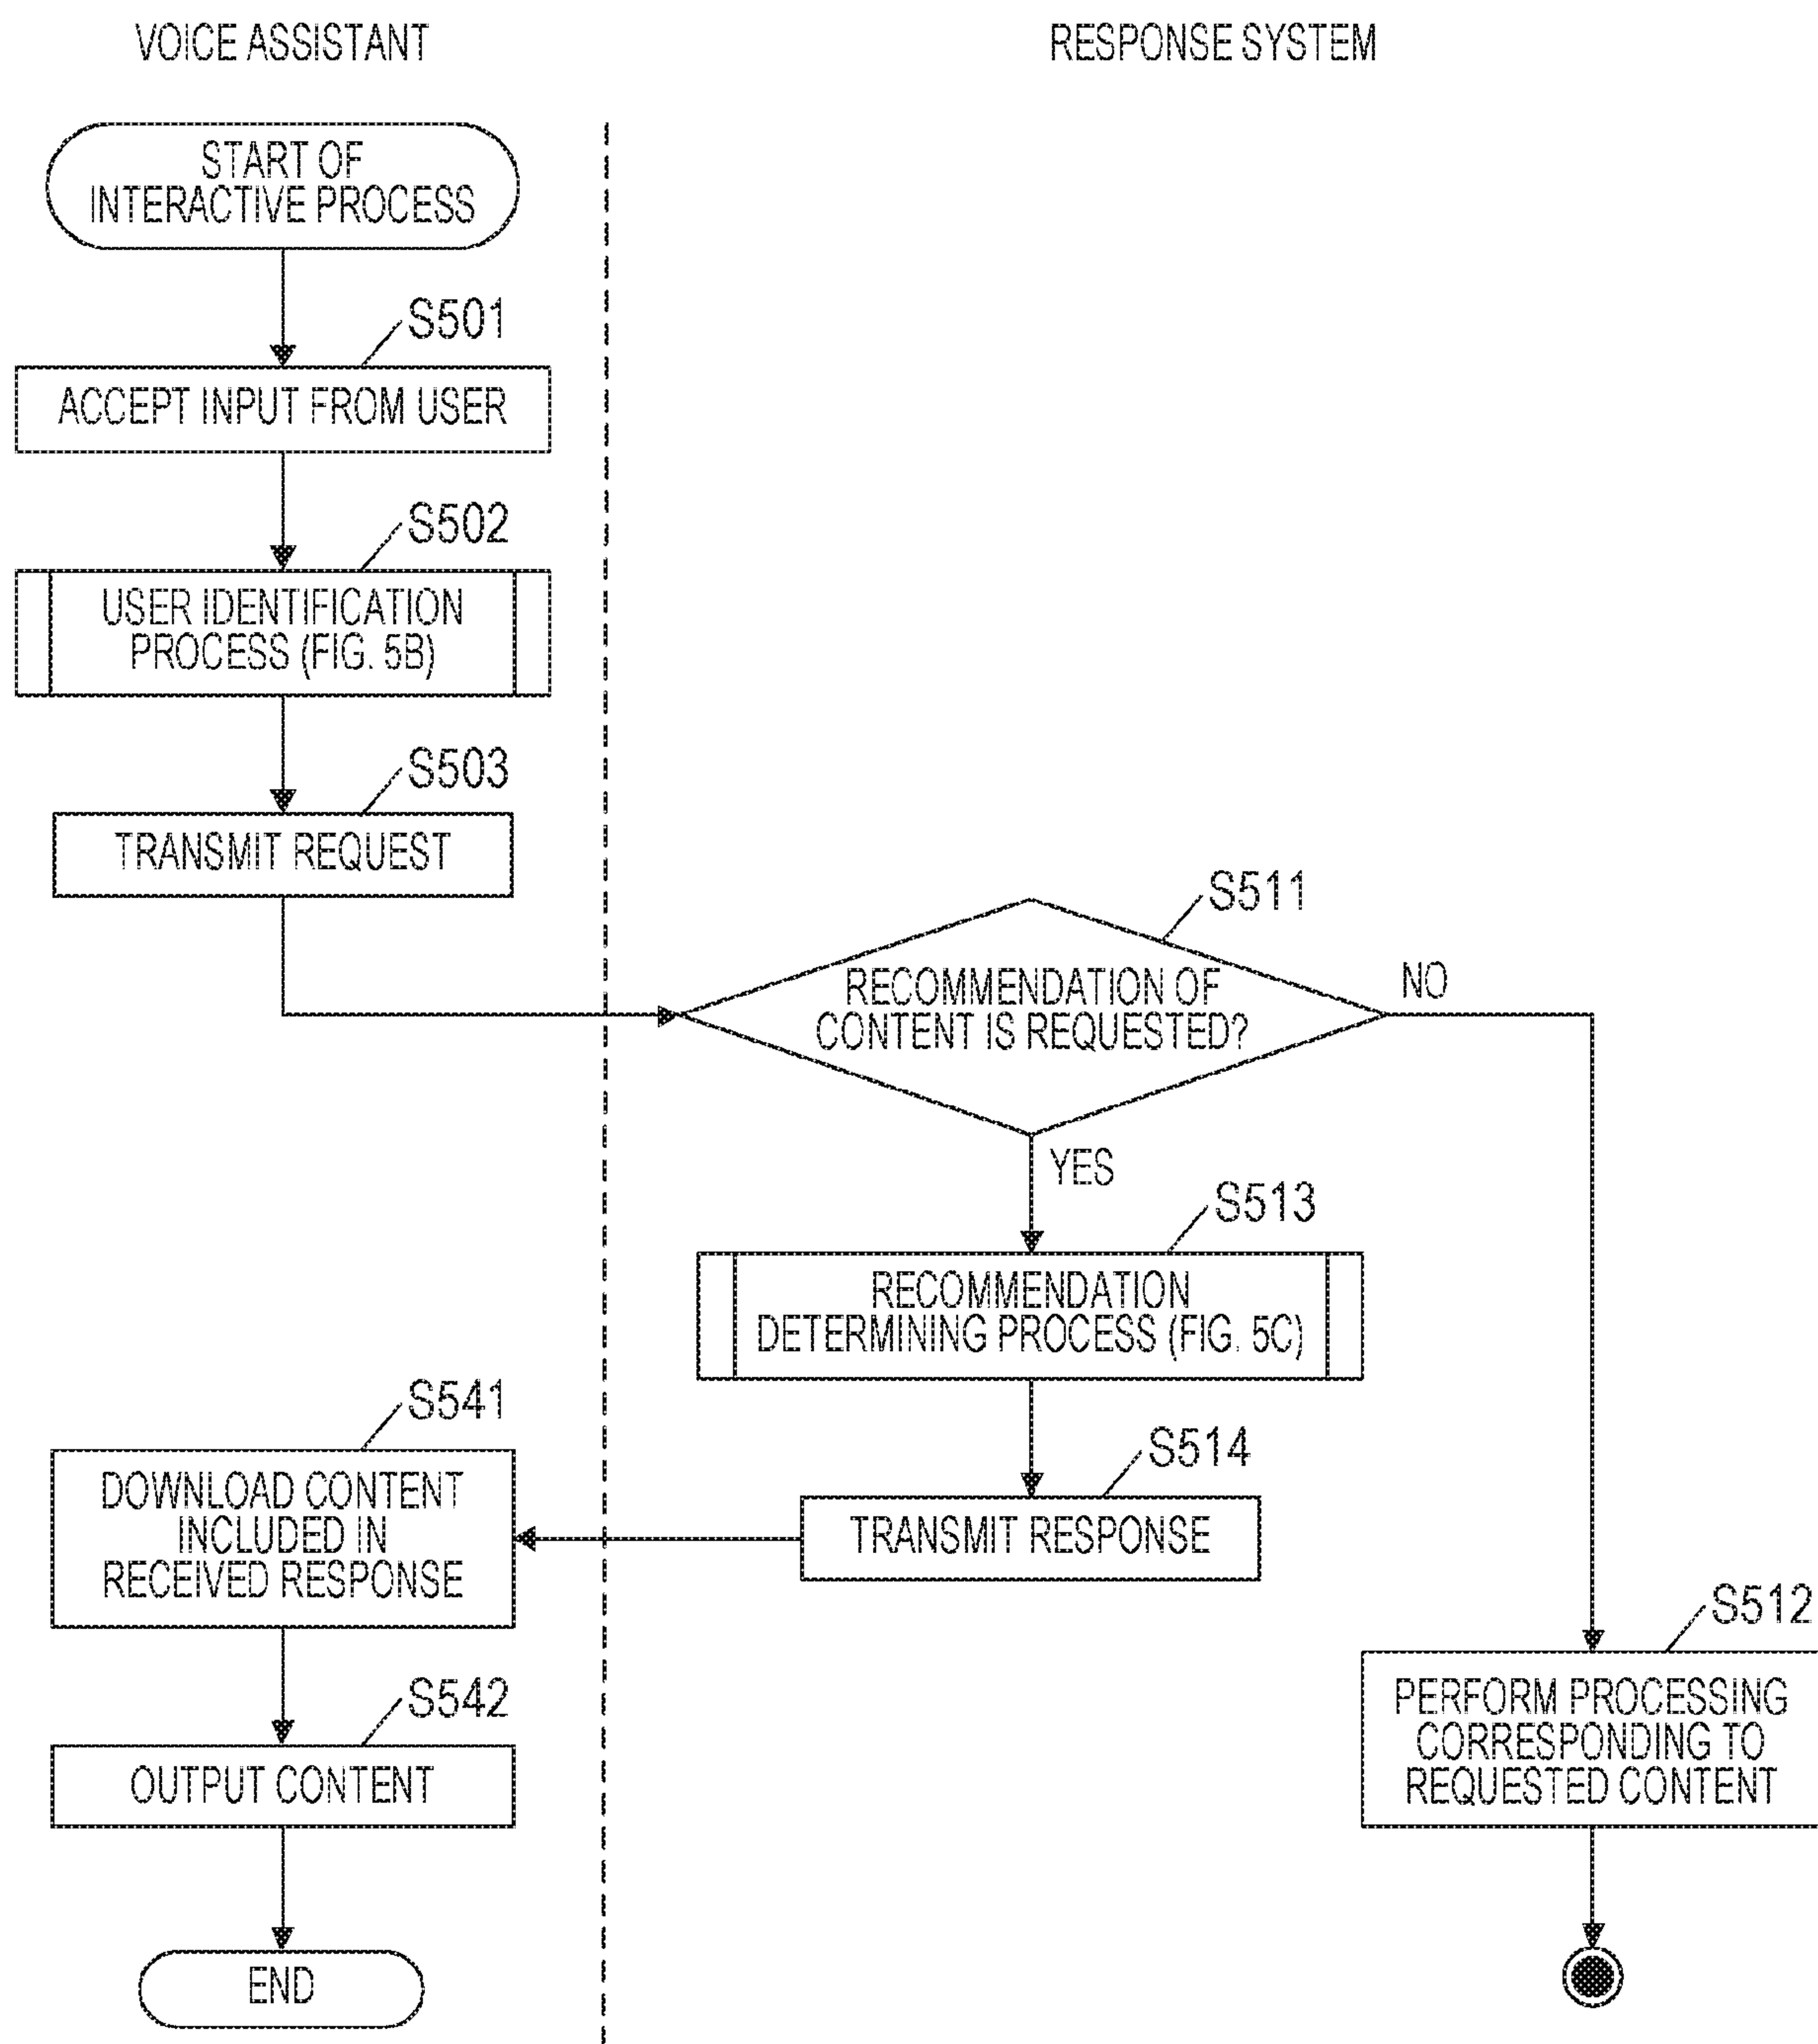 VOICE ASSISTANT
RESPONSE SYSTEM
START OF
INTERACTIVE PROCESS
S501
ACCEPT INPUT FROM USER
S502
USER IDENTIFICATION
PROCESS (FIG. 5B)
S503
TRANSMIT REQUEST
S511
RECOMMENDATION OF
CONTENT IS REQUESTED?
NO
YES
S513
RECOMMENDATION
DETERMINING PROCESS (FIG. 5C)
S514
TRANSMIT RESPONSE
S541
DOWNLOAD CONTENT
INCLUDED IN
RECEIVED RESPONSE
S542
OUTPUT CONTENT
END
S512
PERFORM PROCESSING
CORRESPONDING TO
REQUESTED CONTENT